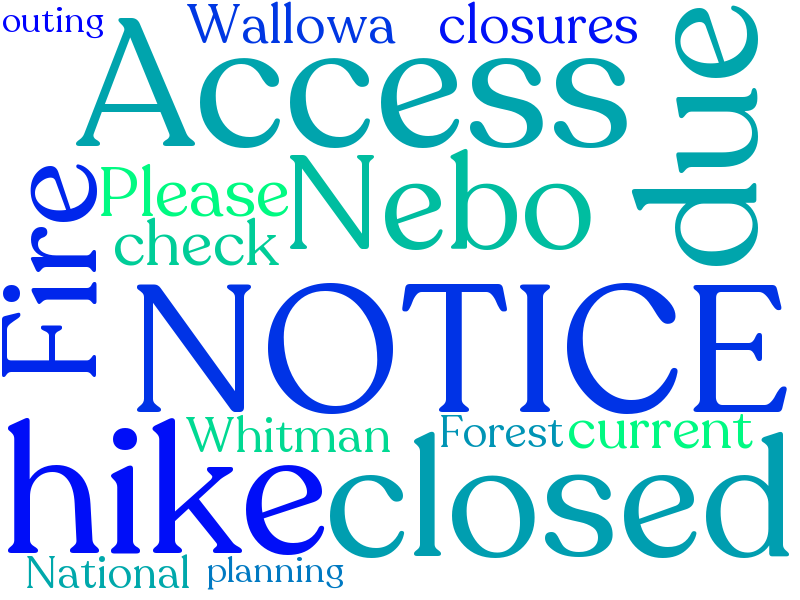 outing
Wallowa
closures
Access
due
Fire
Please
Nebo
check
NOTICE
hike
Whitman
Forest
current
closed
National
planning